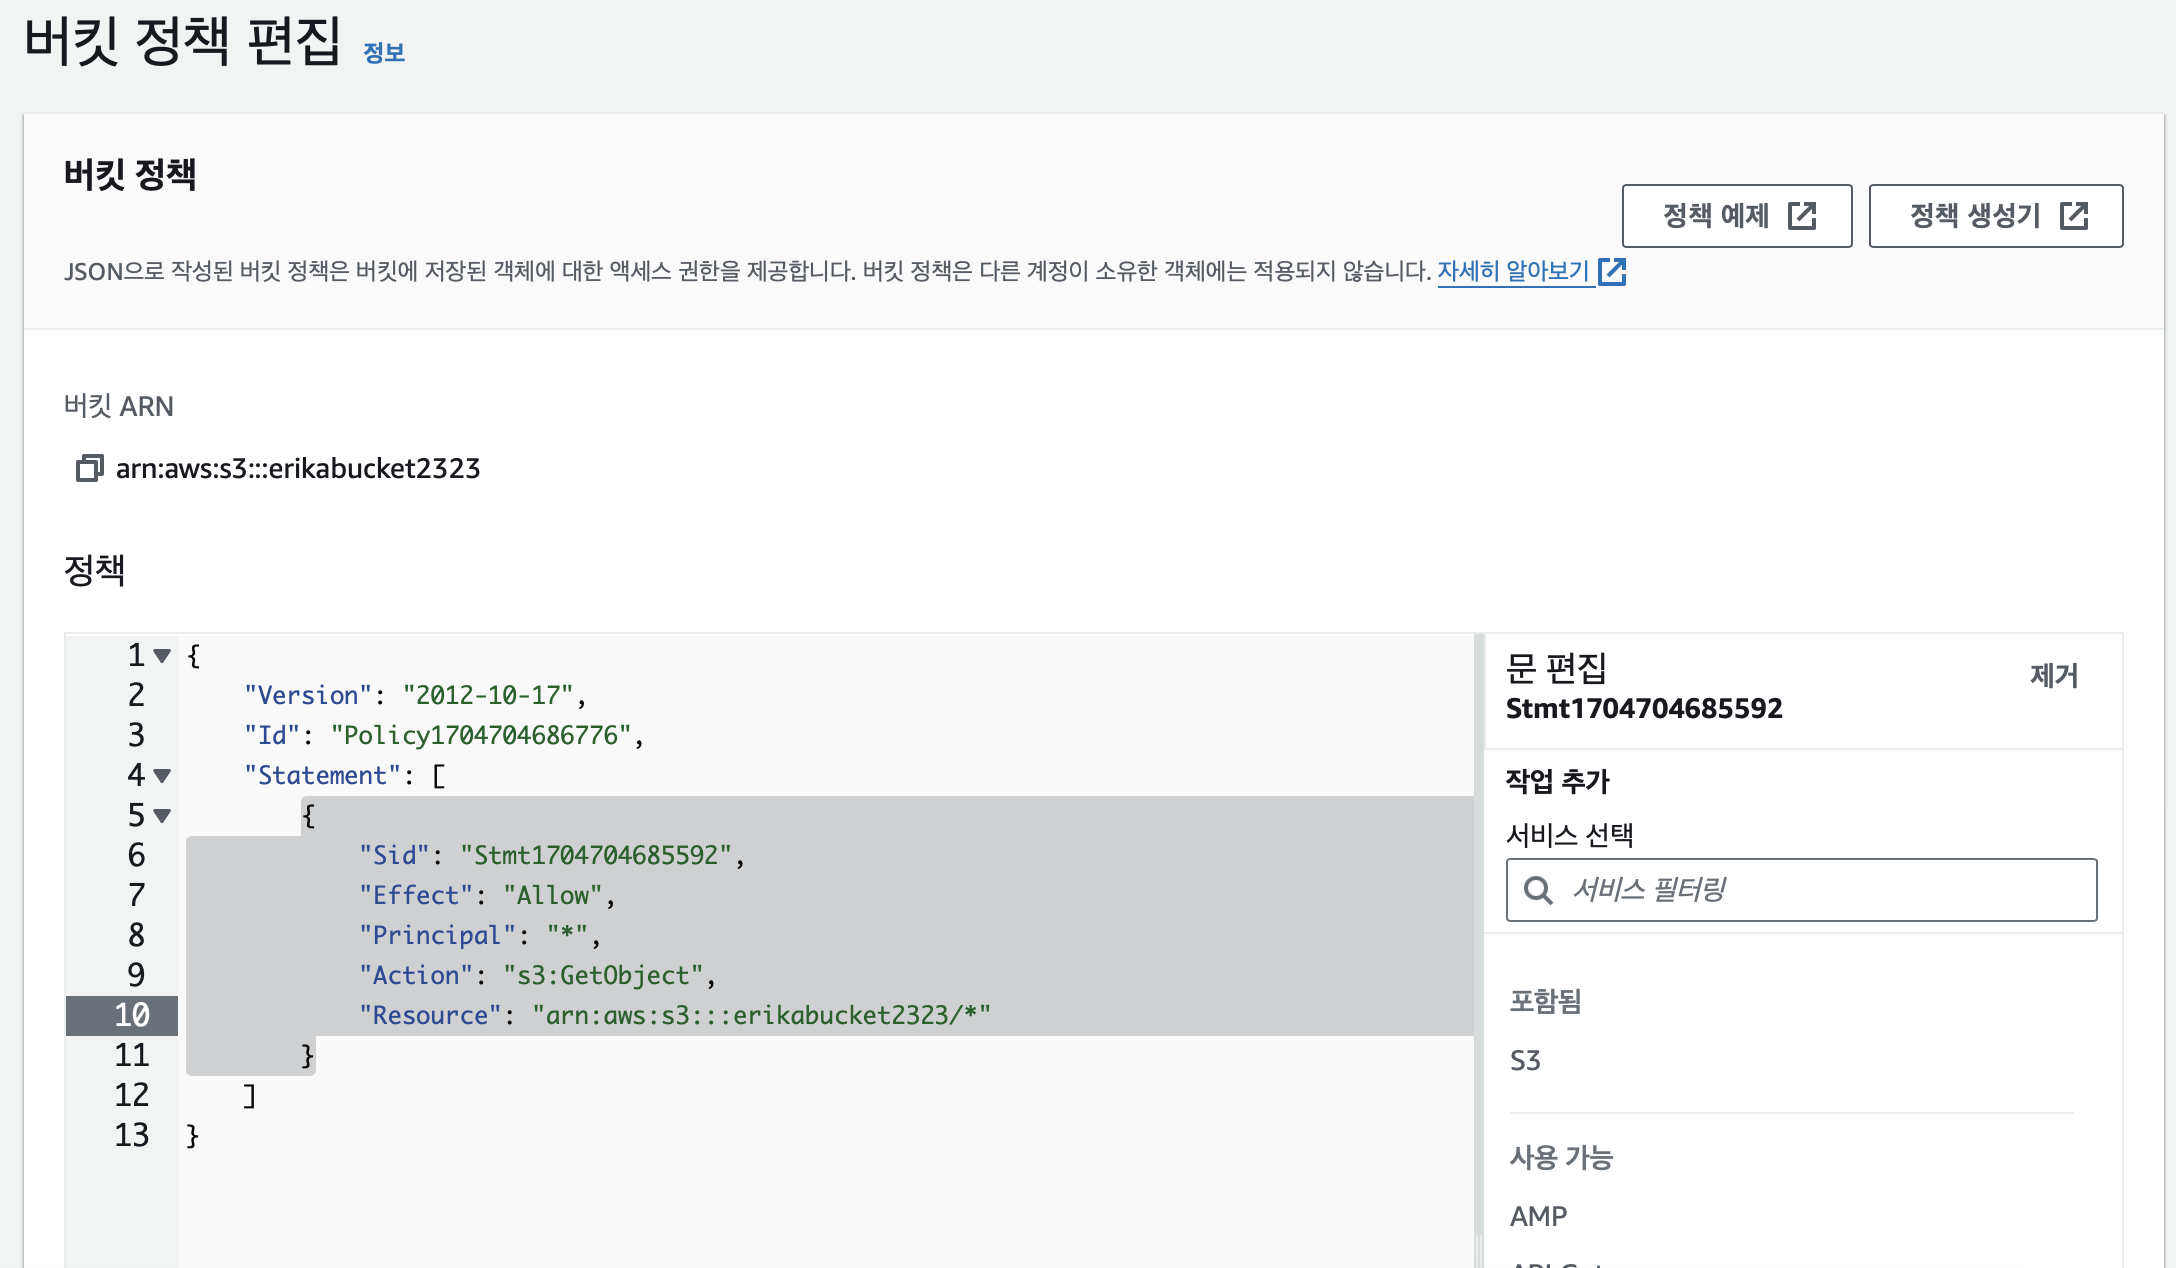 버킷 정책 편집 정보
버킷 정책
정책 예제
정책 생성기
JSON으로 작성된 버킷 정책은 버킷에 저장된 객체에 대한 액세스 권한을 제공합니다. 버킷 정책은 다른 계정이 소유한 객체에는 적용되지 않습니다. 자세히 알아보기
버킷 ARN
arn:aws:s3:::erikabucket2323
정책
1 {
2 "Version": "2012-10-17",
3 "Id": "Policy1704704686776",
4 "Statement": [
5 {
6 "Sid": "Stmt1704704685592",
7 "Effect": "Allow",
8 "Principal": "*",
9 "Action": "s3:GetObject",
10 "Resource": "arn:aws:s3:::erikabucket2323/*"
11 }
12 ]
13 }
문 편집
제거
Stmt1704704685592
작업 추가
서비스 선택
서비스 필터링
포함됨
S3
사용 가능
AMP